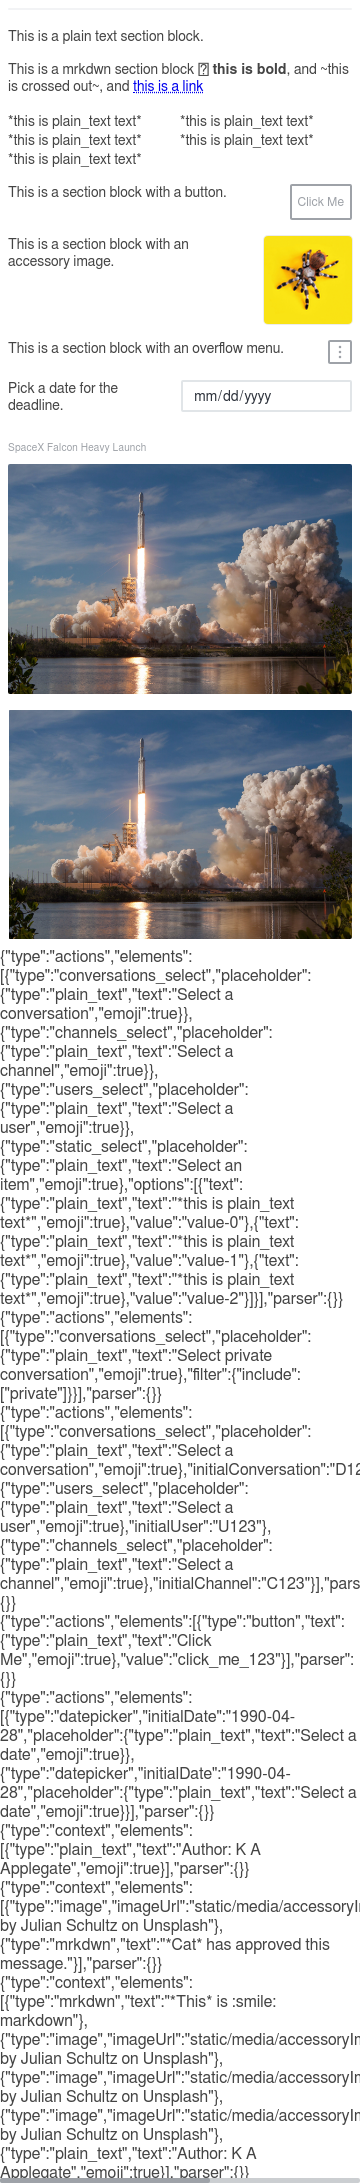 This is a plain text section block.
This is a mrkdwn section block this is bold, and ~this
is crossed out~, and this is a link
*this is plain_text text* *this is plain_text text*
*this is plain_text text* *this is plain_text text*
*this is plain_text text*
This is a section block with a button.
Click Me
This is a section block with an
accessory image.
This is a section block with an overflow menu.
Pick a date for the
deadline.
mm/dd/yyyy
SpaceX Falcon Heavy Launch
{"type":"actions","elements":
[{"type":"conversations_select","placeholder":
{"type":"plain_text","text":"Select a
conversation","emoji":true}},
{"type":"channels_select","placeholder":
{"type":"plain_text","text":"Select a
channel","emoji":true}},
{"type":"users_select","placeholder":
{"type":"plain_text","text":"Select a
user","emoji":true}},
{"type":"static_select","placeholder":
{"type":"plain_text","text":"Select an
item","emoji":true},"options":[{"text":
{"type":"plain_text","text":"*this is plain_text
text*","emoji":true},"value":"value-0"},{"text":
{"type":"plain_text","text":"*this is plain_text
text*","emoji":true},"value":"value-1"},{"text":
{"type":"plain_text","text":"*this is plain_text
text*","emoji":true},"value":"value-2"}]}],"parser":{}}
{"type":"actions","elements":
[{"type":"conversations_select","placeholder":
{"type":"plain_text","text":"Select private
conversation","emoji":true},"filter":{"include":
["private"]}}],"parser":{}}
{"type":"actions","elements":
[{"type":"conversations_select","placeholder":
{"type":"plain_text","text":"Select a
conversation","emoji":true},"initialConversation":"D12
{"type":"users_select","placeholder":
{"type":"plain_text","text":"Select a
user","emoji":true},"initialUser":"U123"},
{"type":"channels_select","placeholder":
{"type":"plain_text","text":"Select a
channel","emoji":true},"initialChannel":"C123"}],"pars
{}}
{"type":"actions","elements":[{"type":"button","text":
{"type":"plain_text","text":"Click
Me","emoji":true},"value":"click_me_123"}],"parser":
{}}
{"type":"actions","elements":
[{"type":"datepicker","initialDate":"1990-04-
28","placeholder":{"type":"plain_text","text":"Select a
date","emoji":true}},
{"type":"datepicker","initialDate":"1990-04-
28","placeholder":{"type":"plain_text","text":"Select a
date","emoji":true}}],"parser":{}}
{"type":"context","elements":
[{"type":"plain_text","text":"Author: K A
Applegate","emoji":true}],"parser":{}}
{"type":"context","elements":
[{"type":"image","imageUrl":"static/media/accessoryI
by Julian Schultz on Unsplash"},
{"type":"mrkdwn","text":"*Cat* has approved this
message."}],"parser":{}}
{"type":"context","elements":
[{"type":"mrkdwn","text":"*This* is :smile:
markdown"},
{"type":"image","imageUrl":"static/media/accessoryIm
by Julian Schultz on Unsplash"},
{"type":"image","imageUrl":"static/media/accessoryIm
by Julian Schultz on Unsplash"},
{"type":"image","imageUrl":"static/media/accessoryIm
by Julian Schultz on Unsplash"},
{"type":"plain_text","text":"Author: K A
Applegate","emoji":true}],"parser":{}}